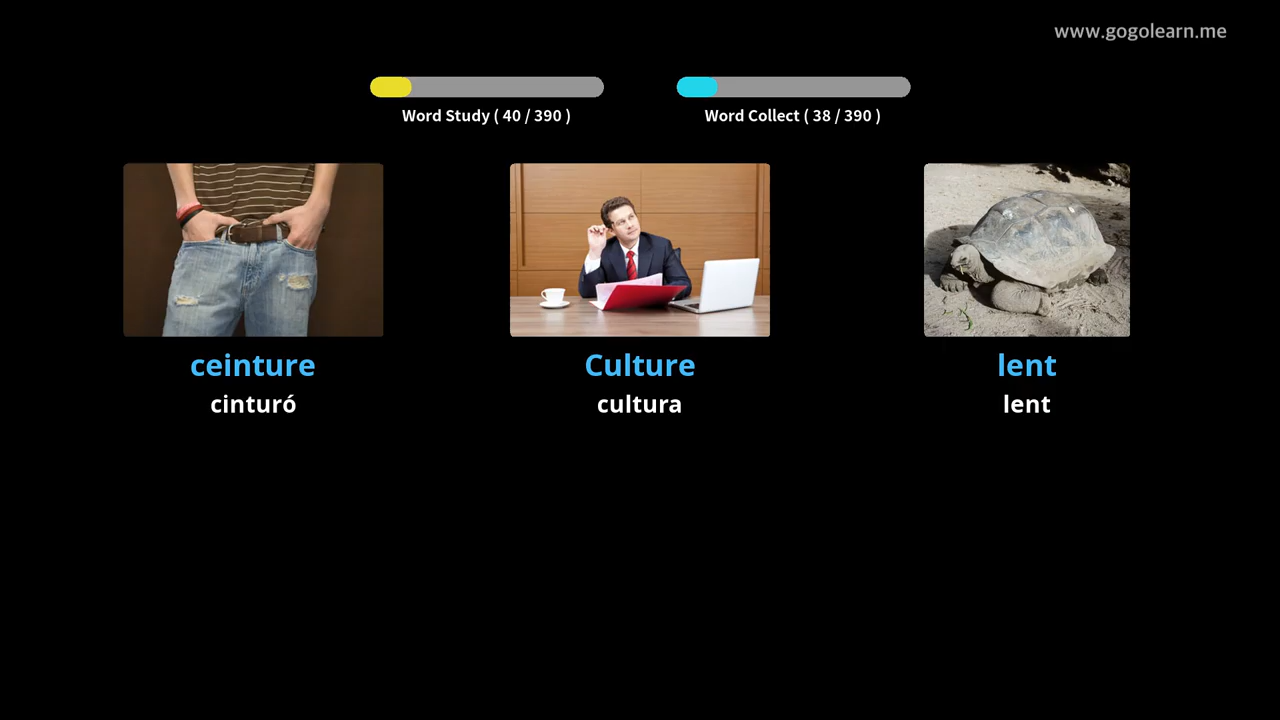 www.gogolearn.me
Word Study ( 40 / 390 )
Word Collect ( 38 / 390 )
ceinture
cinturó
Culture
cultura
lent
lent